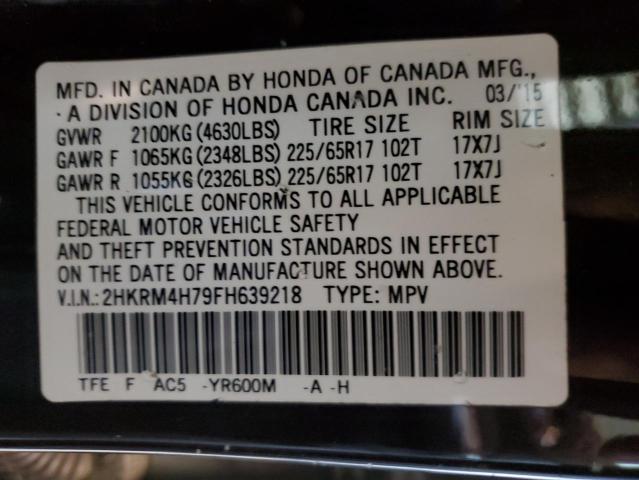 MFD. IN CANADA BY HONDA OF CANADA MFG.,
A DIVISION OF HONDA CANADA INC. 03/'15
GVWR 2100KG (4630LBS) TIRE SIZE RIM SIZE
GAWR F 1065KG (2348LBS) 225/65R17 102T 17X7J
GAWR R 1055KG (2326LBS) 225/65R17 102T 17X7J
THIS VEHICLE CONFORMS TO ALL APPLICABLE
FEDERAL MOTOR VEHICLE SAFETY
AND THEFT PREVENTION STANDARDS IN EFFECT
ON THE DATE OF MANUFACTURE SHOWN ABOVE.
V.I.N.: 2HKRM4H79FH639218 TYPE: MPV
TFE F AC5 -YR600M -A -H